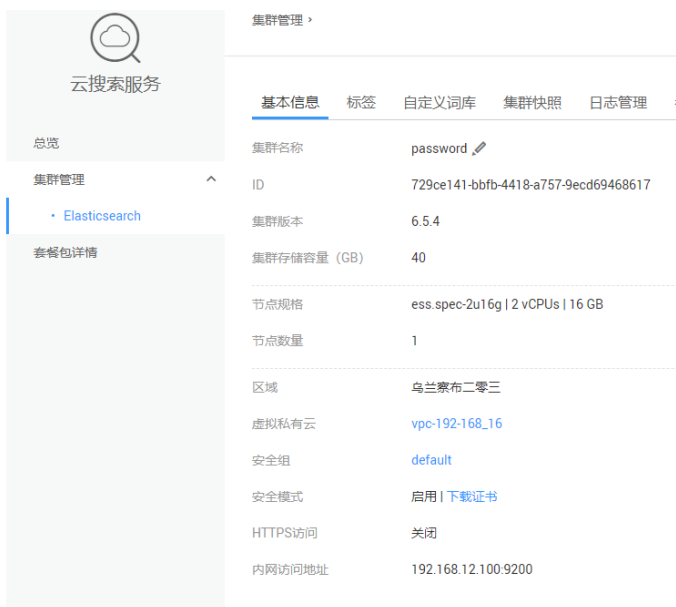 集群管理 ›
云搜索服务
基本信息 标签 自定义词库 集群快照 日志管理
总览
集群管理
• Elasticsearch
套餐包详情
集群名称 password
ID 729ce141-bbfb-4418-a757-9ecd69468617
集群版本 6.5.4
集群存储容量（GB） 40
节点规格 ess.spec-2u16g | 2 vCPUs | 16 GB
节点数量 1
区域 乌兰察布二零三
虚拟私有云 vpc-192-168_16
安全组 default
安全模式 启用 | 下载证书
HTTPS访问 关闭
内网访问地址 192.168.12.100:9200